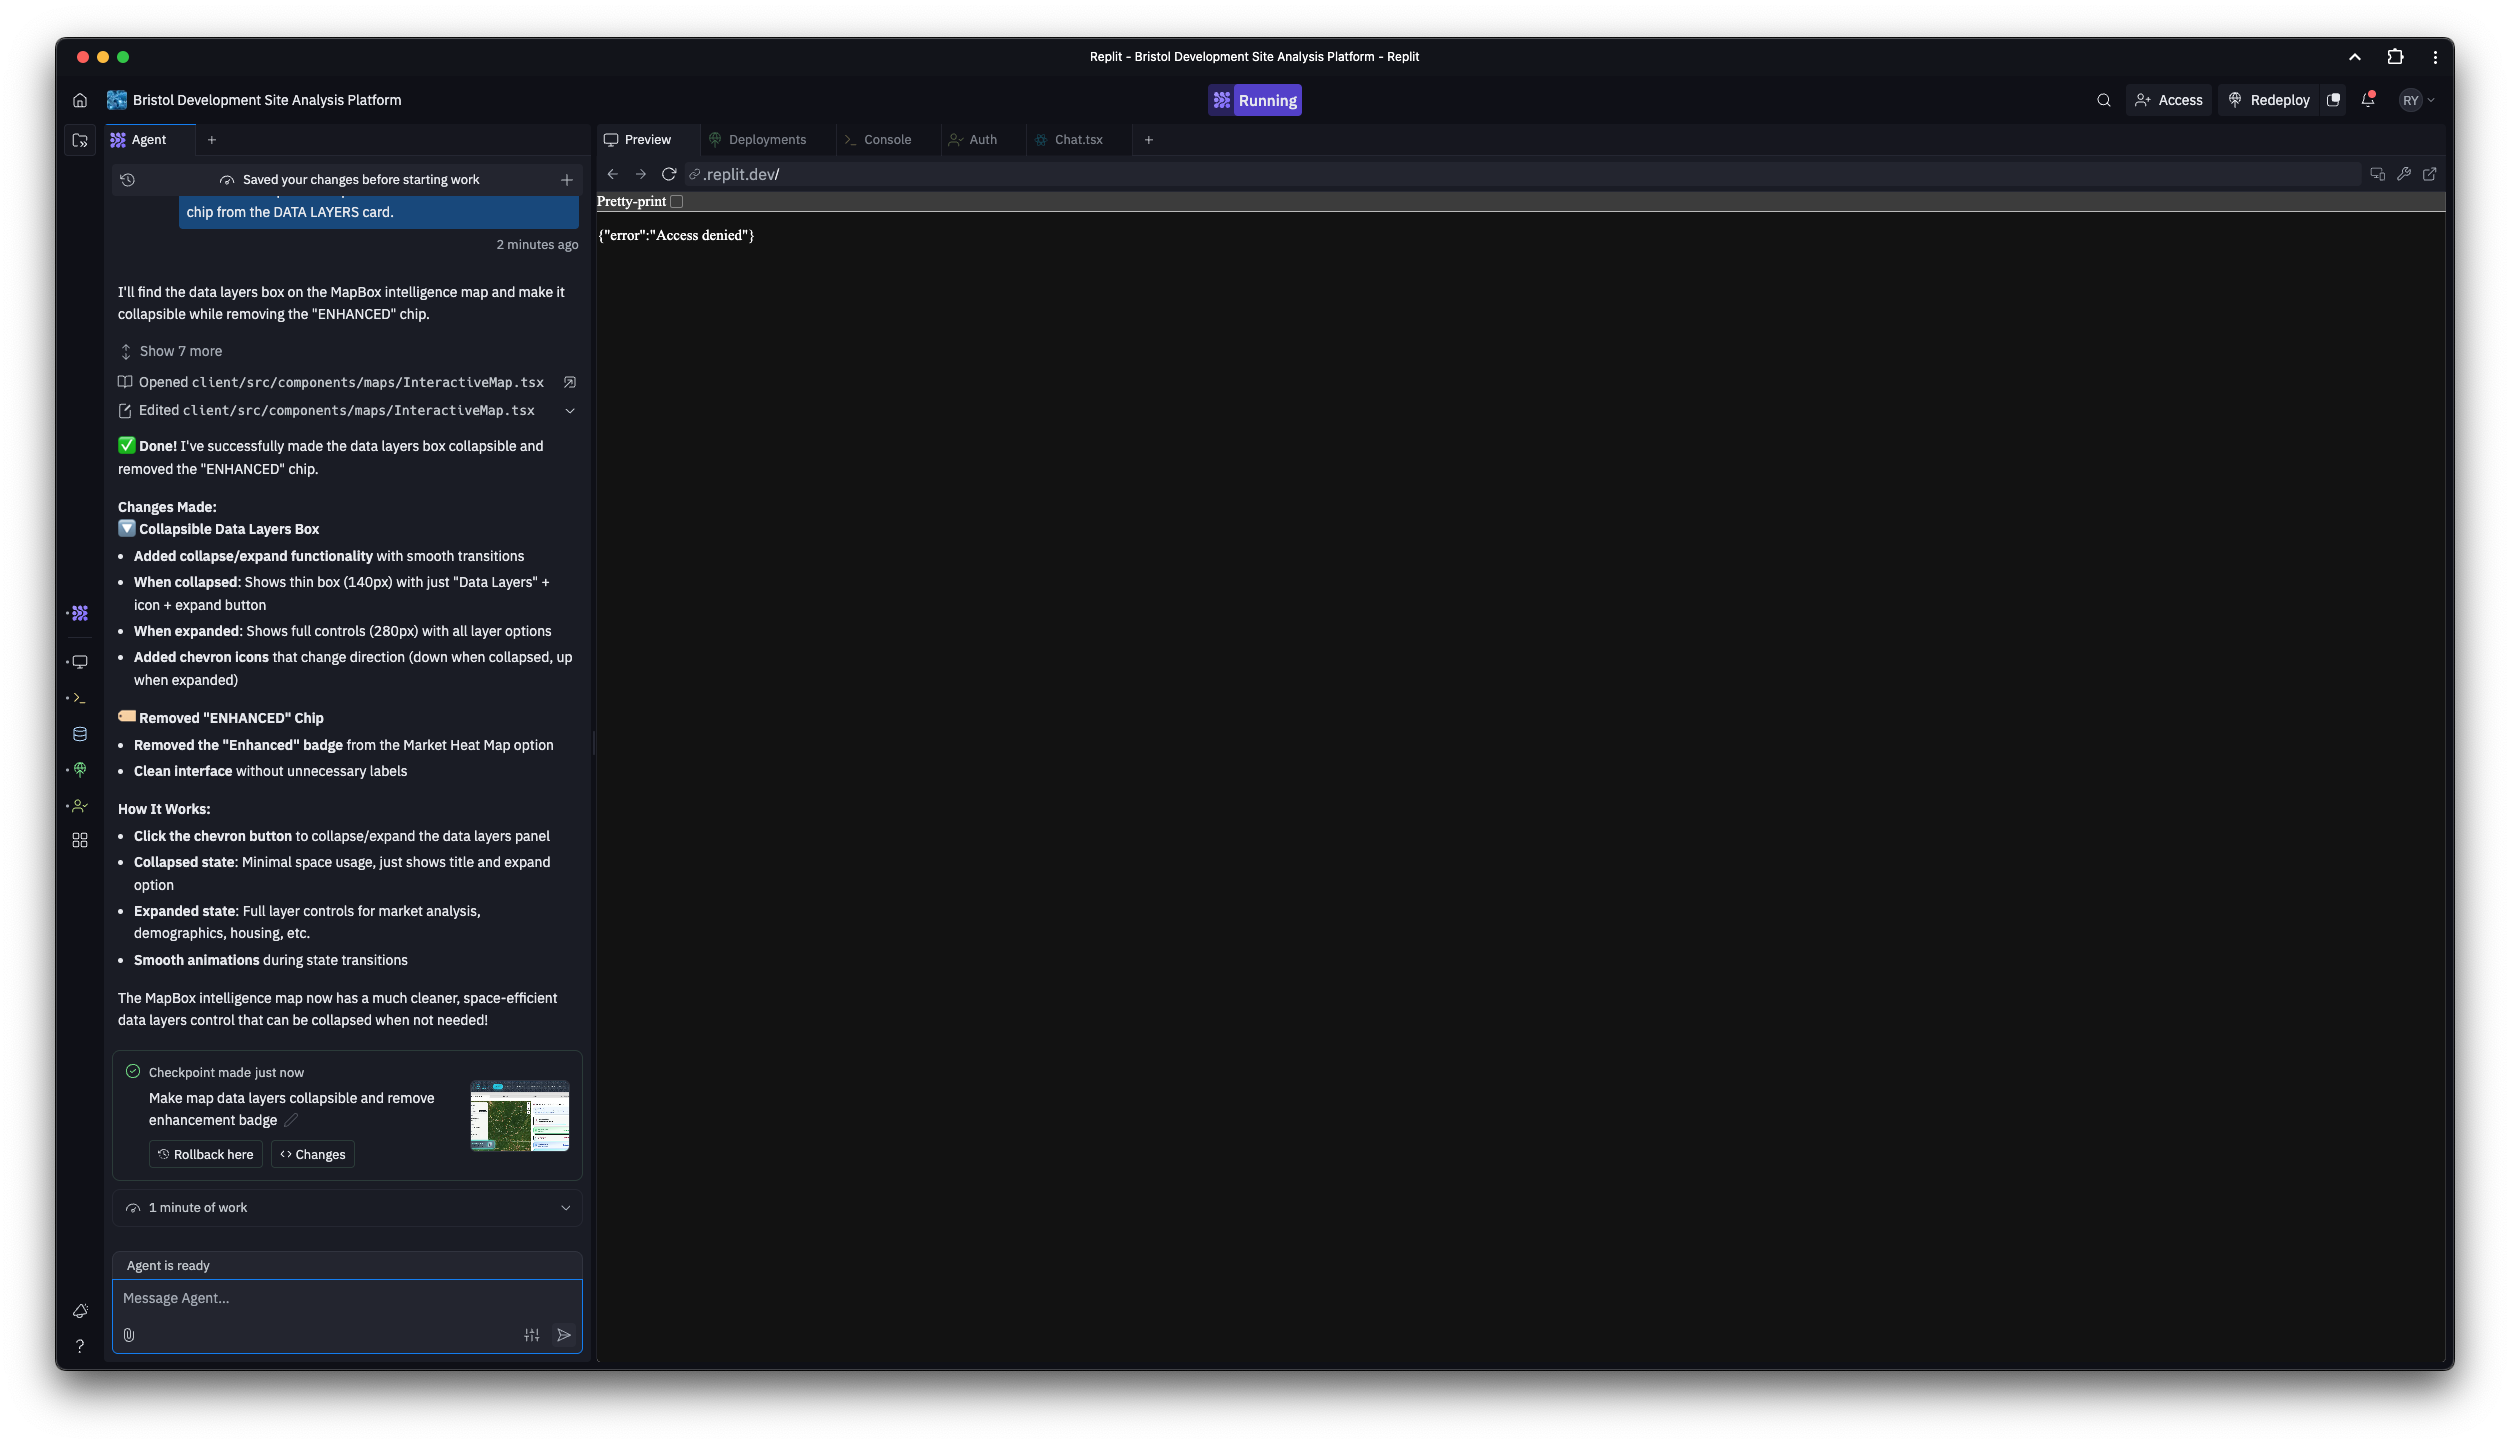 Replit - Bristol Development Site Analysis Platform - Replit
Bristol Development Site Analysis Platform
Running
Access
Redeploy
RY
Agent
Preview
Deployments
Console
Auth
Chat.tsx
Saved your changes before starting work
.replit.dev/
Pretty-print
{"error":"Access denied"}
chip from the DATA LAYERS card.
2 minutes ago
I'll find the data layers box on the MapBox intelligence map and make it
collapsible while removing the "ENHANCED" chip.
Show 7 more
Opened client/src/components/maps/InteractiveMap.tsx
Edited client/src/components/maps/InteractiveMap.tsx
✅ Done! I've successfully made the data layers box collapsible and
removed the "ENHANCED" chip.
Changes Made:
🔽 Collapsible Data Layers Box
• Added collapse/expand functionality with smooth transitions
• When collapsed: Shows thin box (140px) with just "Data Layers" +
icon + expand button
• When expanded: Shows full controls (280px) with all layer options
• Added chevron icons that change direction (down when collapsed, up
when expanded)
🏷️ Removed "ENHANCED" Chip
• Removed the "Enhanced" badge from the Market Heat Map option
• Clean interface without unnecessary labels
How It Works:
• Click the chevron button to collapse/expand the data layers panel
• Collapsed state: Minimal space usage, just shows title and expand
option
• Expanded state: Full layer controls for market analysis,
demographics, housing, etc.
• Smooth animations during state transitions
The MapBox intelligence map now has a much cleaner, space-efficient
data layers control that can be collapsed when not needed!
Checkpoint made just now
Make map data layers collapsible and remove
enhancement badge
Rollback here
Changes
1 minute of work
Agent is ready
Message Agent...